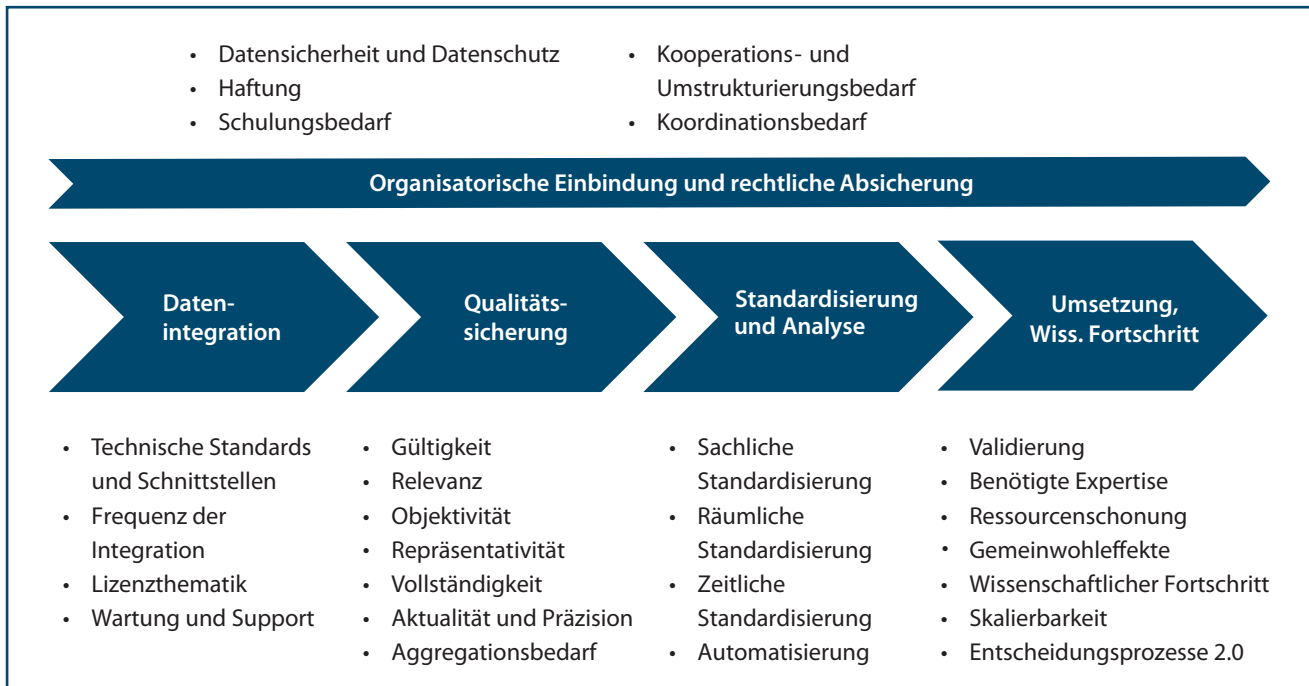 • Datensicherheit und Datenschutz
• Haftung
• Schulungsbedarf
• Kooperations- und
Umstrukturierungsbedarf
• Koordinationsbedarf
Organisatorische Einbindung und rechtliche Absicherung
Daten-
integration
Qualitäts-
sicherung
Standardisierung
und Analyse
Umsetzung,
Wiss. Fortschritt
• Technische Standards
und Schnittstellen
• Frequenz der
Integration
• Lizenzthematik
• Wartung und Support
• Gültigkeit
• Relevanz
• Objektivität
• Repräsentativität
• Vollständigkeit
• Aktualität und Präzision
• Aggregationsbedarf
• Sachliche
Standardisierung
• Räumliche
Standardisierung
• Zeitliche
Standardisierung
• Automatisierung
• Validierung
• Benötigte Expertise
• Ressourcenschonung
• Gemeinwohleffekte
• Wissenschaftlicher Fortschritt
• Skalierbarkeit
• Entscheidungsprozesse 2.0